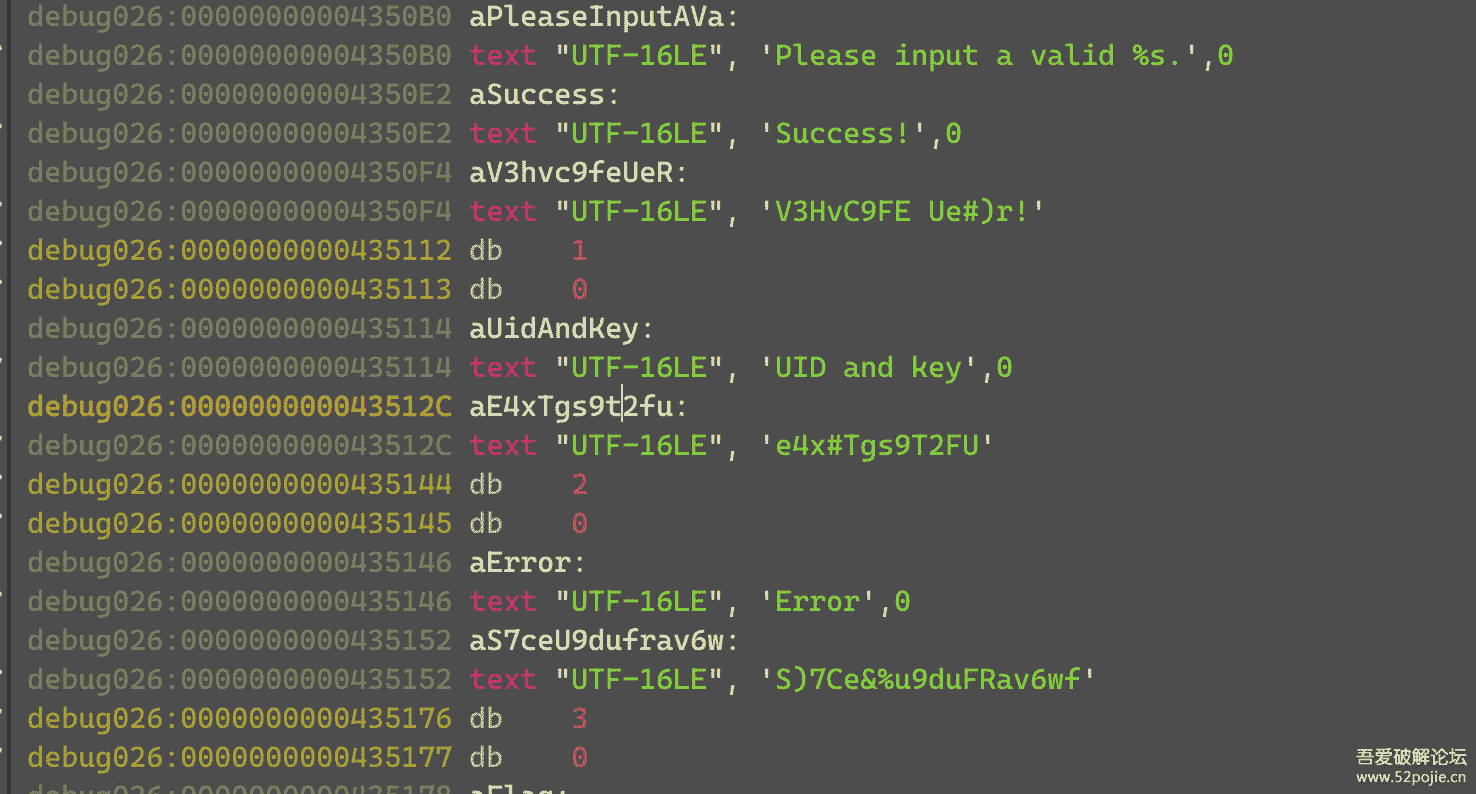 debug026:00000000004350B0 aPleaseInputAVa:
debug026:00000000004350B0 text "UTF-16LE", 'Please input a valid %s.',0
debug026:00000000004350E2 aSuccess:
debug026:00000000004350E2 text "UTF-16LE", 'Success!',0
debug026:00000000004350F4 aV3hvc9feUeR:
debug026:00000000004350F4 text "UTF-16LE", 'V3HvC9FE Ue#)r!'
debug026:0000000000435112 db 1
debug026:0000000000435113 db 0
debug026:0000000000435114 aUidAndKey:
debug026:0000000000435114 text "UTF-16LE", 'UID and key',0
debug026:000000000043512C aE4xTgs9t2fu:
debug026:000000000043512C text "UTF-16LE", 'e4x#Tgs9T2FU'
debug026:0000000000435144 db 2
debug026:0000000000435145 db 0
debug026:0000000000435146 aError:
debug026:0000000000435146 text "UTF-16LE", 'Error',0
debug026:0000000000435152 aS7ceU9dufrav6w:
debug026:0000000000435152 text "UTF-16LE", 'S)7Ce&%u9duFRav6wf'
debug026:0000000000435176 db 3
debug026:0000000000435177 db 0
debug026:0000000000435178 aFlag:
吾爱破解论坛
www.52pojie.cn